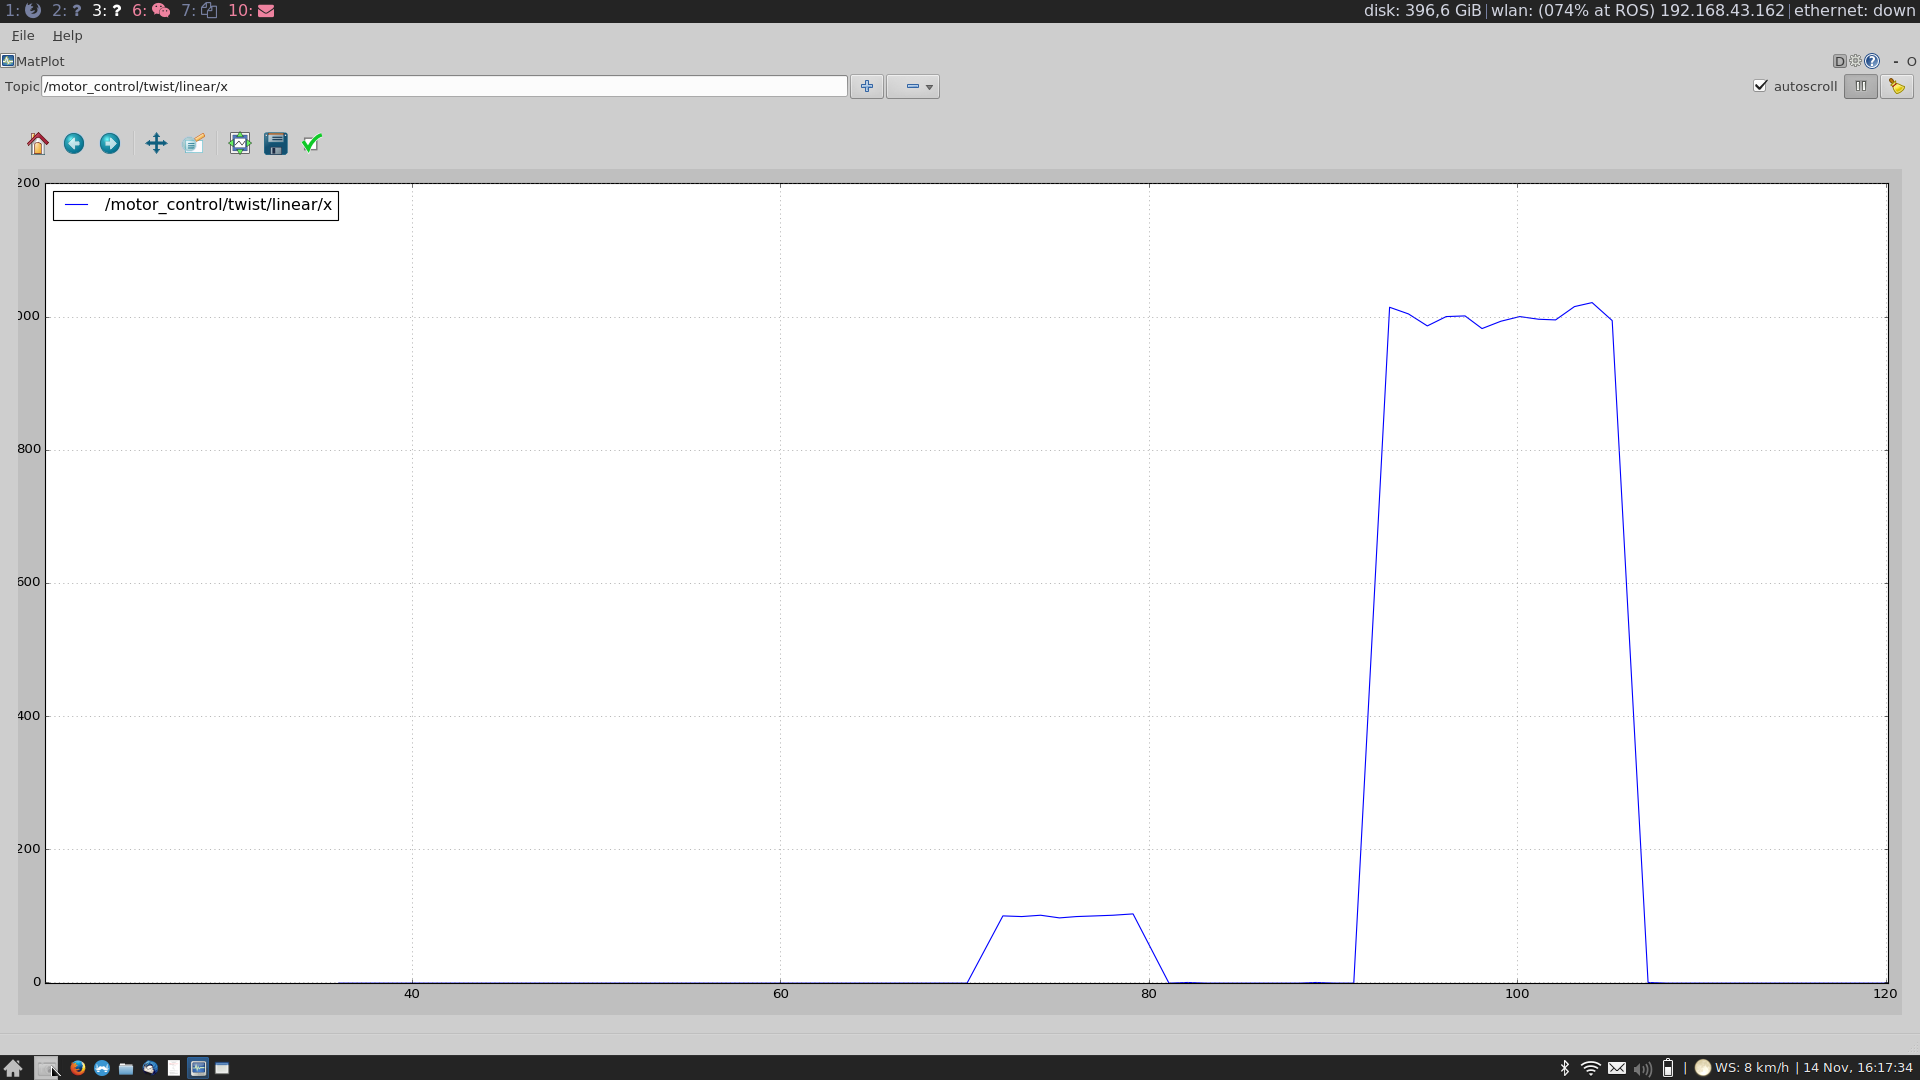 1: 2: ? 3: ? 6: 7: 10: disk: 396,6 GiB | wlan: (074% at ROS) 192.168.43.162 | ethernet: down
File Help
MatPlot D ? - O
Topic /motor_control/twist/linear/x autoscroll
200
/motor_control/twist/linear/x
000
800
600
400
200
0
40 60 80 100 120
WS: 8 km/h | 14 Nov, 16:17:34